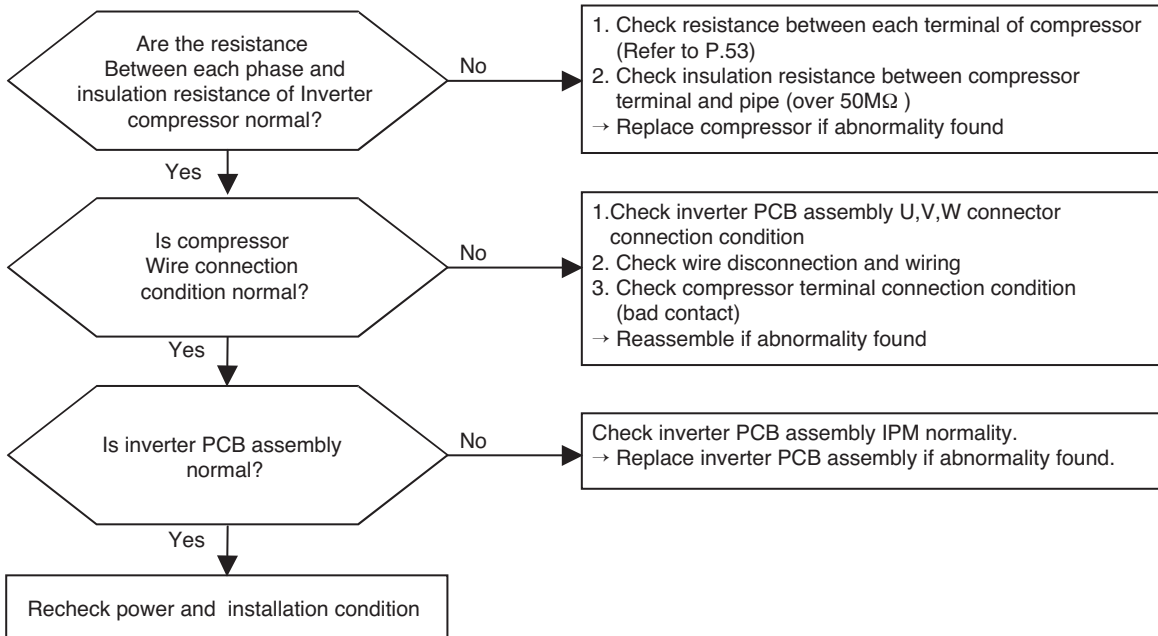 Are the resistance
Between each phase and
insulation resistance of Inverter
compressor normal?
No
1. Check resistance between each terminal of compressor
(Refer to P.53)
2. Check insulation resistance between compressor
terminal and pipe (over 50MΩ )
→ Replace compressor if abnormality found
Yes
Is compressor
Wire connection
condition normal?
No
1.Check inverter PCB assembly U,V,W connector
connection condition
2. Check wire disconnection and wiring
3. Check compressor terminal connection condition
(bad contact)
→ Reassemble if abnormality found
Yes
Is inverter PCB assembly
normal?
No
Check inverter PCB assembly IPM normality.
→ Replace inverter PCB assembly if abnormality found.
Yes
Recheck power and installation condition